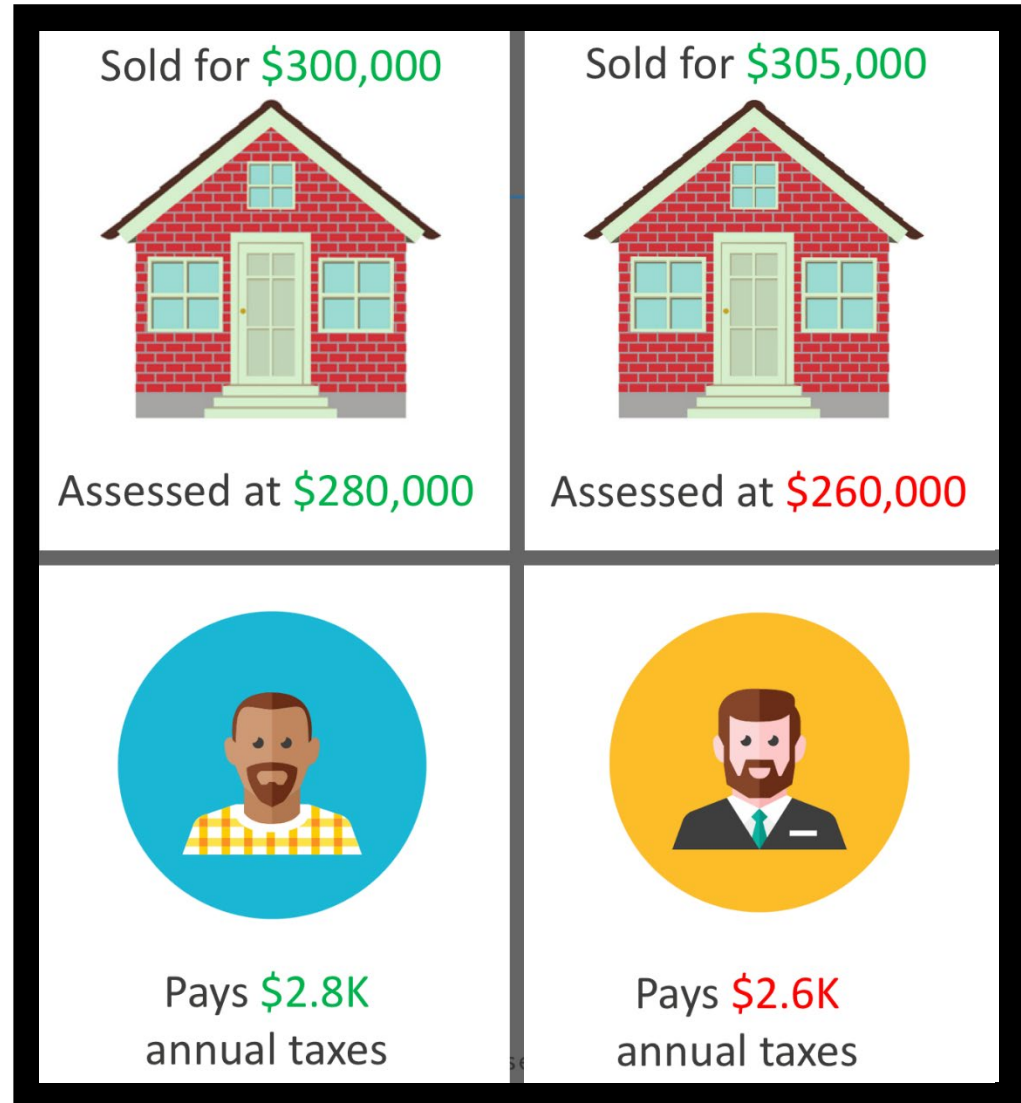 Sold for $300,000
Sold for $305,000
Assessed at $280,000
Assessed at $260,000
Pays $2.8K
annual taxes
Pays $2.6K
annual taxes